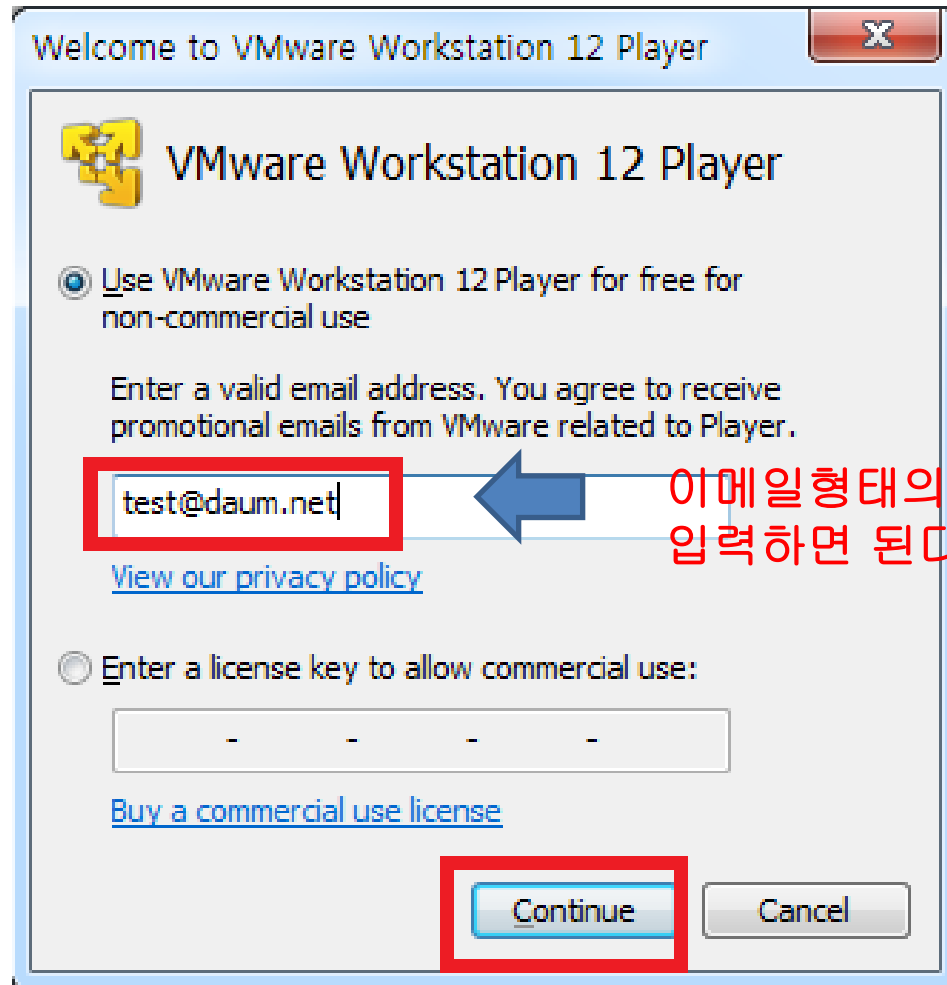 Welcome to VMware Workstation 12 Player
VMware Workstation 12 Player
Use VMware Workstation 12 Player for free for
non-commercial use
Enter a valid email address. You agree to receive
promotional emails from VMware related to Player.
test@daum.net
이메일형태의
입력하면
View our privacy policy
Enter a license key to allow commercial use:
- - - -
Buy a commercial use license
Continue
Cancel